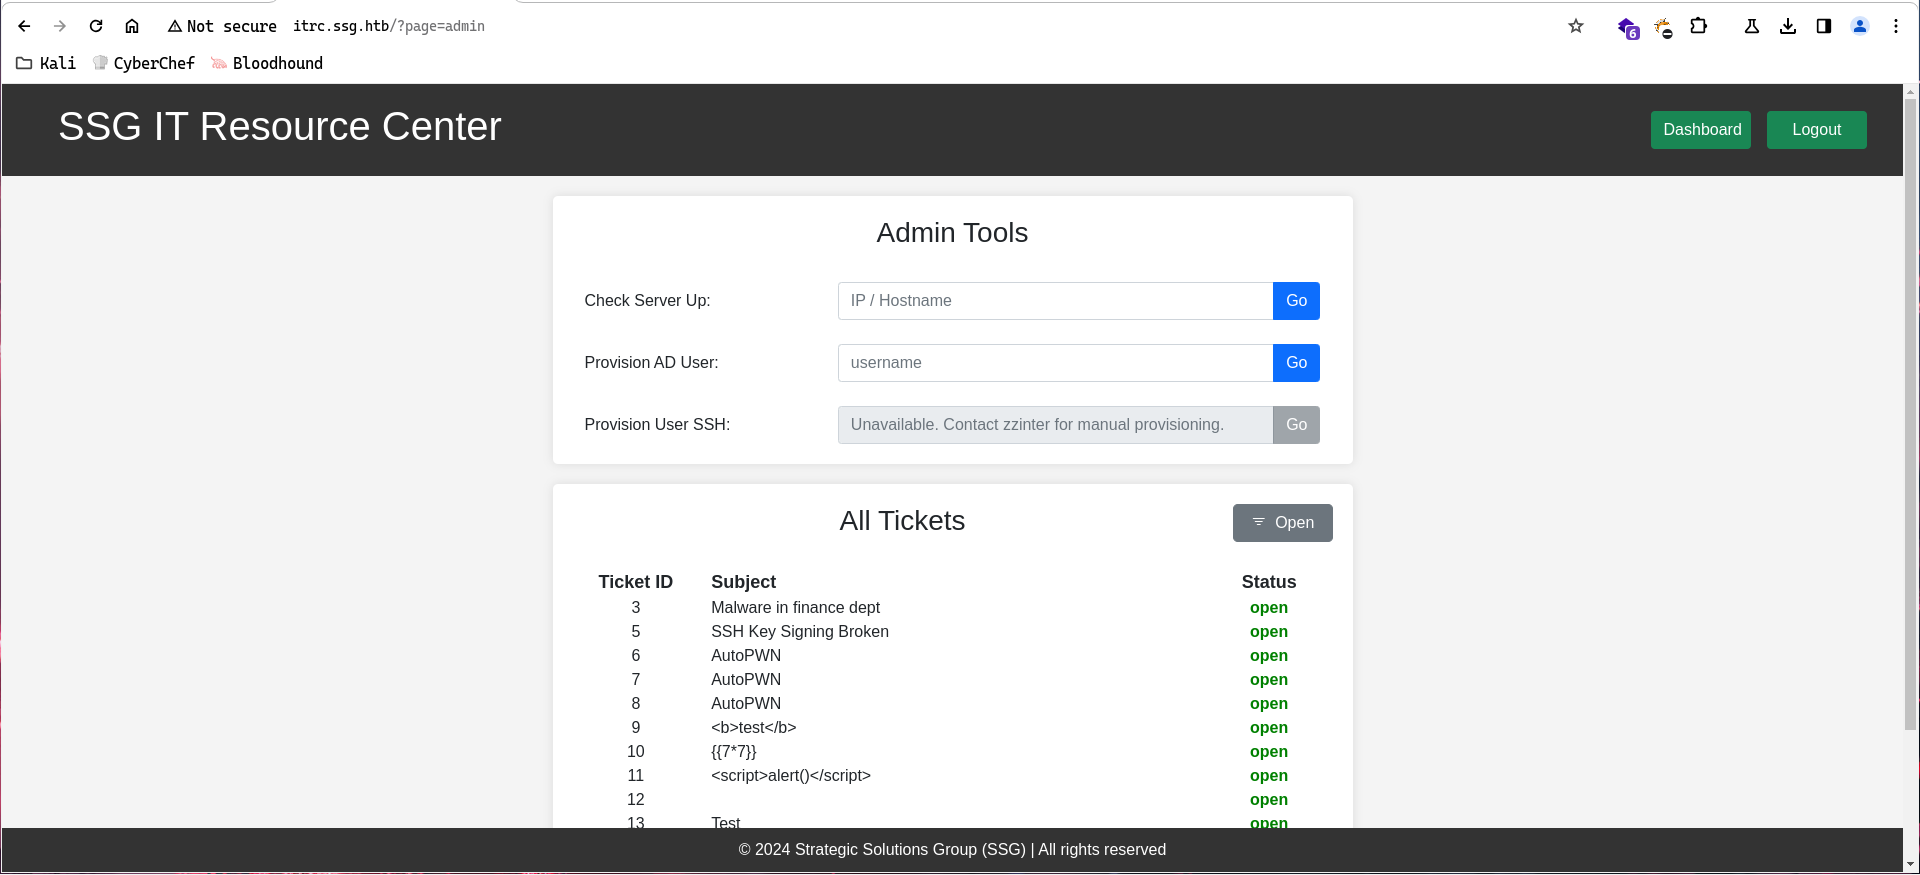 Not secure itrc.ssg.htb/?page=admin
6
Kali CyberChef Bloodhound
SSG IT Resource Center
Dashboard Logout
Admin Tools
Check Server Up: IP / Hostname Go
Provision AD User: username Go
Provision User SSH: Unavailable. Contact zzinter for manual provisioning. Go
All Tickets Open
Ticket ID Subject Status
3 Malware in finance dept open
5 SSH Key Signing Broken open
6 AutoPWN open
7 AutoPWN open
8 AutoPWN open
9 <b>test</b> open
10 {{7*7}} open
11 <script>alert()</script> open
12 open
13 Test open
© 2024 Strategic Solutions Group (SSG) | All rights reserved